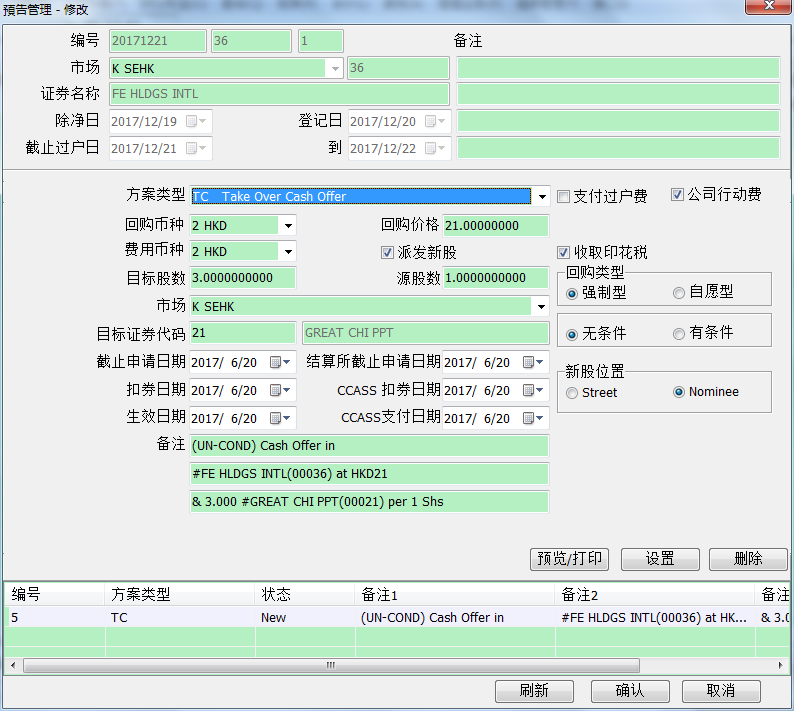 预告管理 - 修改
编号 20171221 36 1 备注
市场 K SEHK 36
证券名称 FE HLDGS INTL
除净日 2017/12/19 登记日 2017/12/20
截止过户日 2017/12/21 到 2017/12/22
方案类型 TC Take Over Cash Offer 支付过户费 公司行动费
回购币种 2 HKD 回购价格 21.00000000
费用币种 2 HKD 派发新股 收取印花税
目标股数 3.0000000000 源股数 1.0000000000 回购类型
强制型 自愿型
市场 K SEHK
目标证券代码 21 GREAT CHI PPT 无条件 有条件
截止申请日期 2017/ 6/20 结算所截止申请日期 2017/ 6/20 新股位置
扣券日期 2017/ 6/20 CCASS 扣券日期 2017/ 6/20 Street Nominee
生效日期 2017/ 6/20 CCASS支付日期 2017/ 6/20
备注 (UN-COND) Cash Offer in
#FE HLDGS INTL(00036) at HKD21
& 3.000 #GREAT CHI PPT(00021) per 1 Shs
预览/打印 设置 删除
编号 方案类型 状态 备注1 备注2 备注
5 TC New (UN-COND) Cash Offer in #FE HLDGS INTL(00036) at HK... & 3.0
刷新 确认 取消